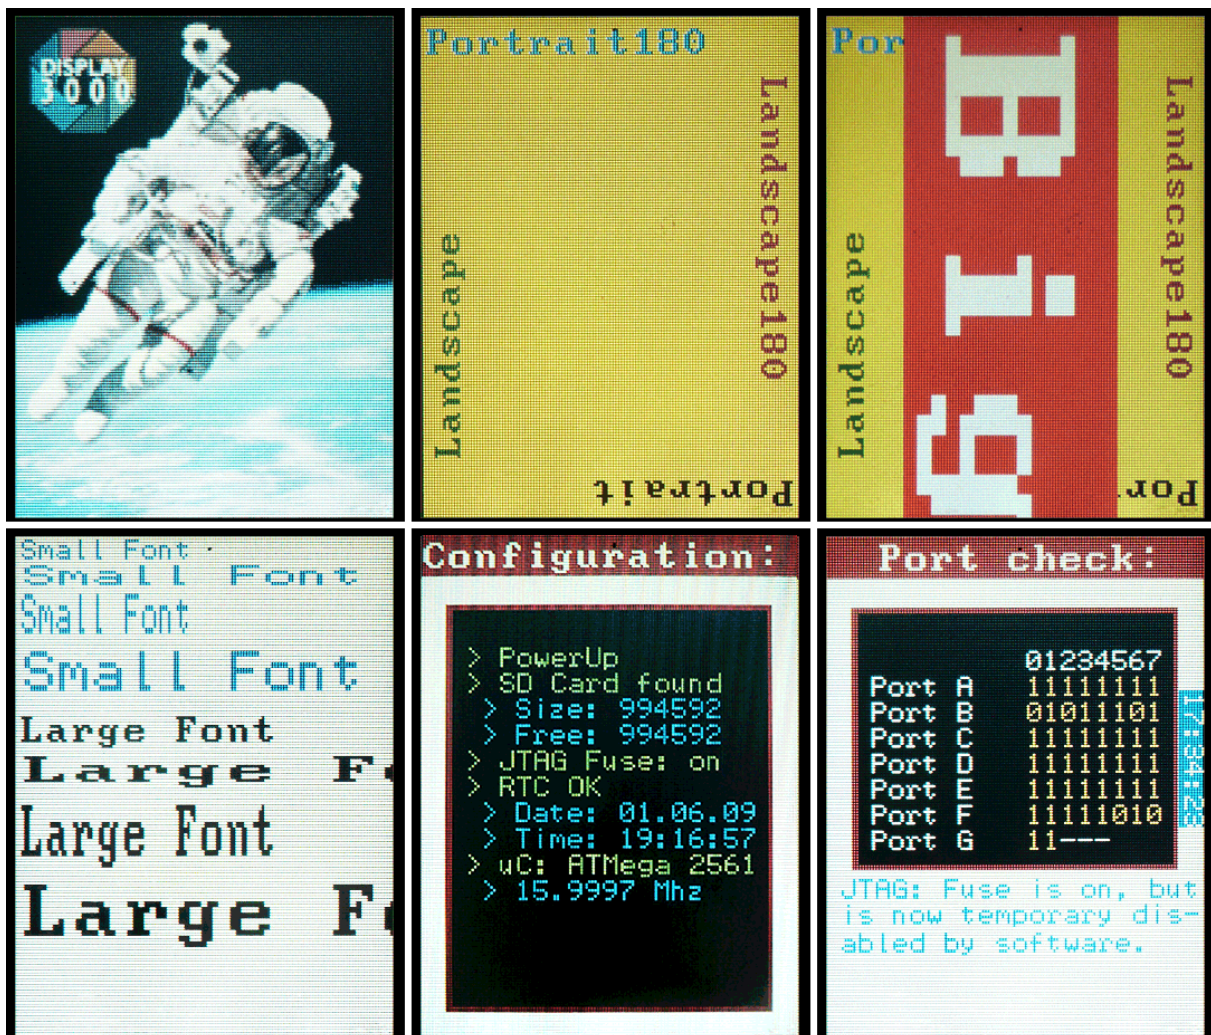 DISPLAY
3000
Portrait180
Landscape180
Landscape
Portrait
Por
Big
Landscape180
Landscape
Por
Small Font
Small Font
Small Font
Small Font
Large Font
Large Fo
Large Font
Large Fo
Configuration:
> PowerUp
> SD Card found
> Size: 994592
> Free: 994592
> JTAG Fuse: on
> RTC OK
> Date: 01.06.09
> Time: 19:16:57
> uC: ATMega 2561
> 15.9997 Mhz
Port check:
01234567
Port A 11111111
Port B 01011101
Port C 11111111
Port D 11111111
Port E 11111111
Port F 11111010
Port G 11---
JTAG: Fuse is on, but
is now temporary dis-
abled by software.